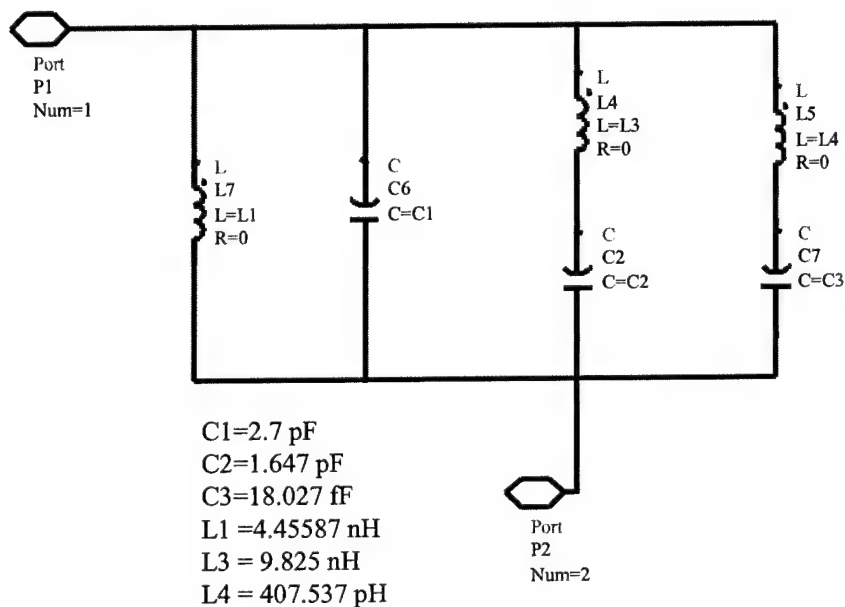 Port
P1
Num=1
L
L7
L=L1
R=0
C
C6
C=C1
L
L4
L=L3
R=0
C
C2
C=C2
L
L5
L=L4
R=0
C
C7
C=C3
C1=2.7 pF
C2=1.647 pF
C3=18.027 fF
L1 =4.45587 nH
L3 = 9.825 nH
L4 = 407.537 pH
Port
P2
Num=2